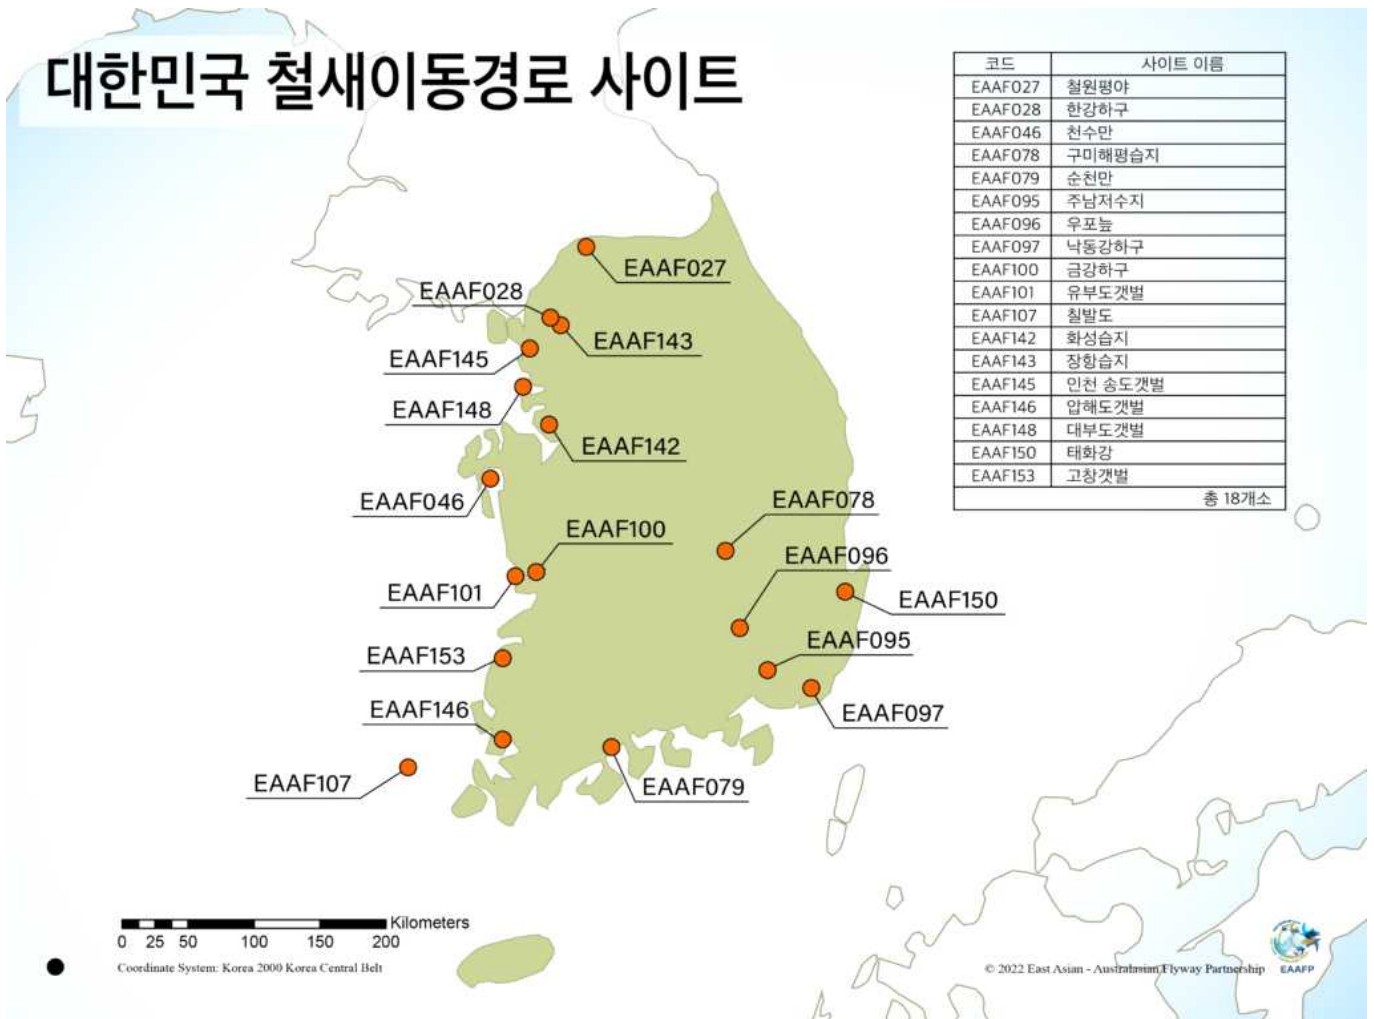 대한민국 철새이동경로 사이트
코드 사이트 이름
EAAF027 철원평야
EAAF028 한강하구
EAAF046 천수만
EAAF078 구미해평습지
EAAF079 순천만
EAAF095 주남저수지
EAAF096 우포늪
EAAF097 낙동강하구
EAAF100 금강하구
EAAF101 유부도갯벌
EAAF107 칠발도
EAAF142 화성습지
EAAF143 장항습지
EAAF145 인천 송도갯벌
EAAF146 압해도갯벌
EAAF148 대부도갯벌
EAAF150 태화강
EAAF153 고창갯벌
총 18개소
EAAF027
EAAF028
EAAF143
EAAF145
EAAF148
EAAF142
EAAF046
EAAF078
EAAF100
EAAF096
EAAF101
EAAF150
EAAF095
EAAF153
EAAF146
EAAF097
EAAF107
EAAF079
Kilometers
0 25 50 100 150 200
Coordinate System: Korea 2000 Korea Central Belt
© 2022 East Asian - Australasian Flyway Partnership
EAAFP